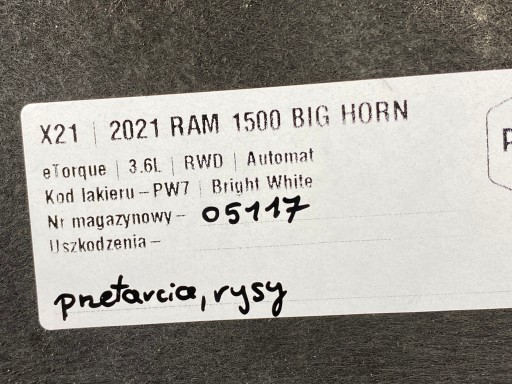 X21 | 2021 RAM 1500 BIG HORN
eTorque | 3.6L | RWD | Automat
Kod lakieru – PW7 | Bright White
Nr magazynowy – 05117
Uszkodzenia –
przetarcia, rysy